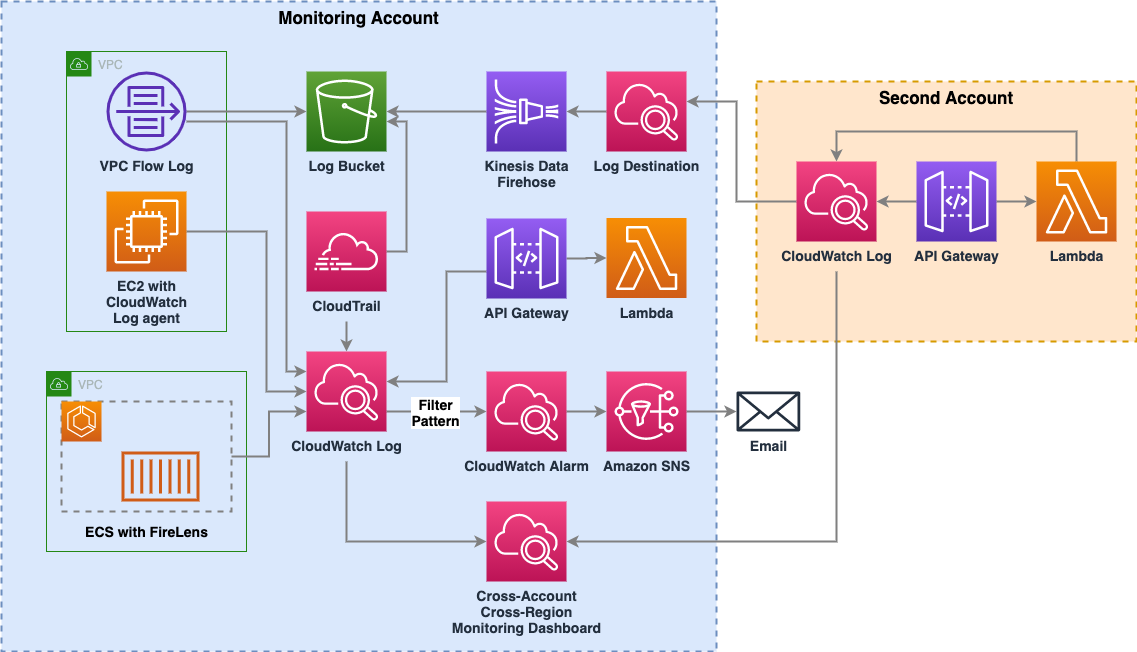 Monitoring Account
VPC
VPC Flow Log
EC2 with
CloudWatch
Log agent
VPC
ECS with FireLens
Log Bucket
Kinesis Data
Firehose
Log Destination
CloudTrail
API Gateway
Lambda
CloudWatch Log
Filter
Pattern
CloudWatch Alarm
Amazon SNS
Email
Cross-Account
Cross-Region
Monitoring Dashboard
Second Account
CloudWatch Log
</>
API Gateway
Lambda
</>